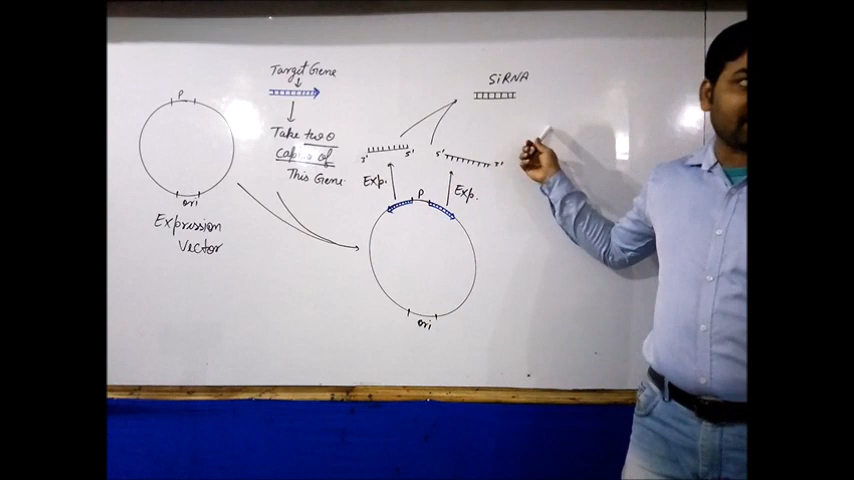 P
ori
Expression
Vector
Target Gene
Take two
Copies of
This Gene.
3' 5'
5' 3'
Exp.
Exp.
P
ori
SiRNA